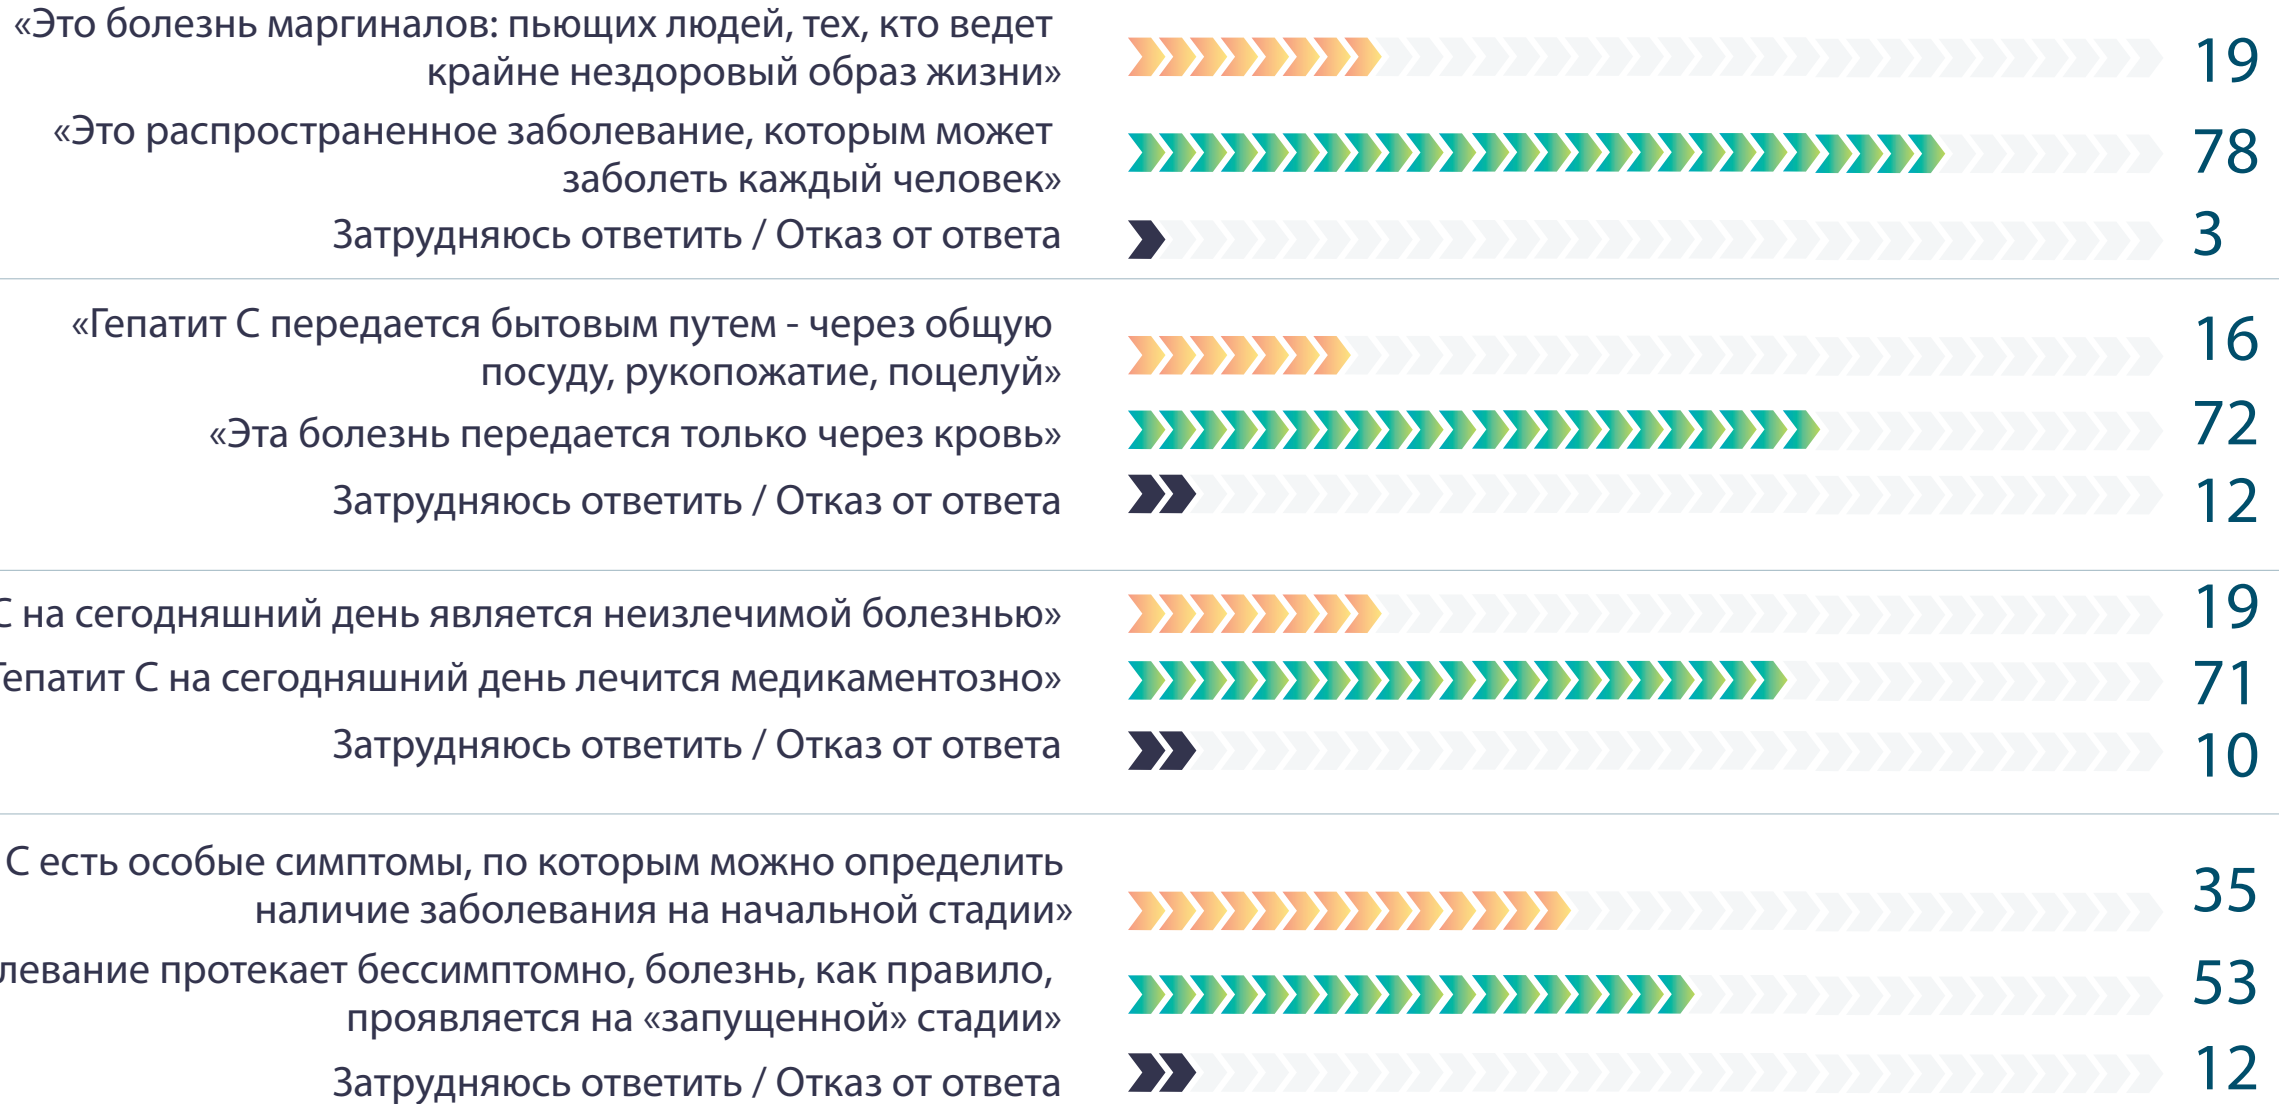 «Это болезнь маргиналов: пьющих людей, тех, кто ведет
крайне нездоровый образ жизни»
19
«Это распространенное заболевание, которым может
заболеть каждый человек»
78
Затрудняюсь ответить / Отказ от ответа
3
«Гепатит С передается бытовым путем - через общую
посуду, рукопожатие, поцелуй»
16
«Эта болезнь передается только через кровь»
72
Затрудняюсь ответить / Отказ от ответа
12
С на сегодняшний день является неизлечимой болезнью»
19
Гепатит С на сегодняшний день лечится медикаментозно»
71
Затрудняюсь ответить / Отказ от ответа
10
С есть особые симптомы, по которым можно определить
наличие заболевания на начальной стадии»
35
левание протекает бессимптомно, болезнь, как правило,
проявляется на «запущенной» стадии»
53
Затрудняюсь ответить / Отказ от ответа
12